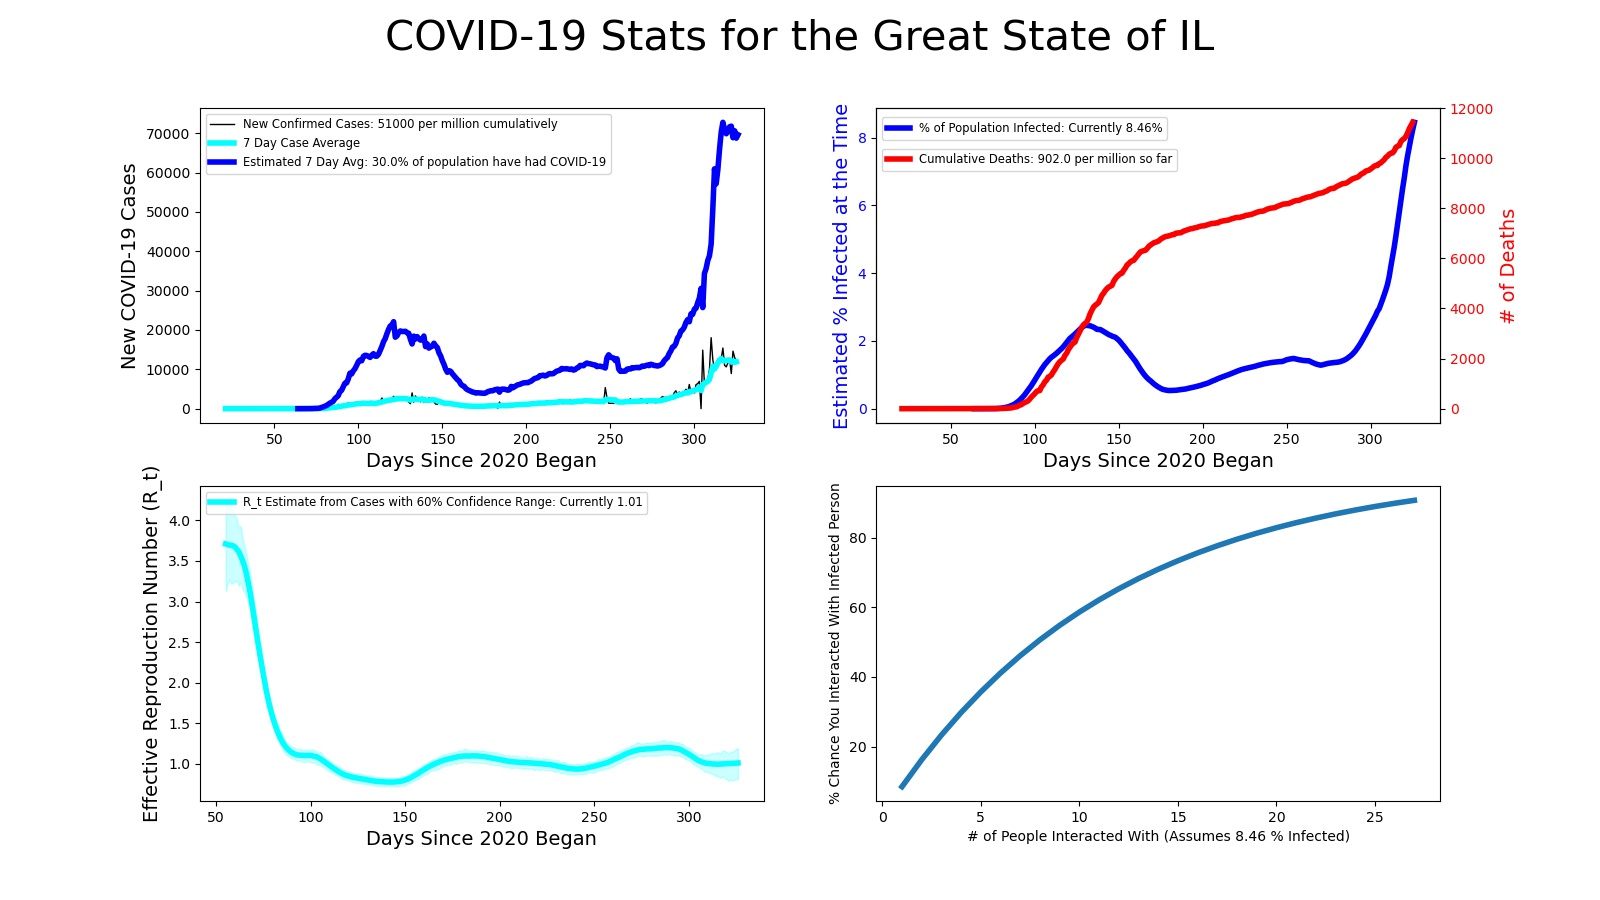 COVID-19 Stats for the Great State of IL
New COVID-19 Cases
70000
60000
50000
40000
30000
20000
10000
0
New Confirmed Cases: 51000 per million cumulatively
7 Day Case Average
Estimated 7 Day Avg: 30.0% of population have had COVID-19
50 100 150 200 250 300
Days Since 2020 Began
Estimated % Infected at the Time
8
6
4
2
0
% of Population Infected: Currently 8.46%
Cumulative Deaths: 902.0 per million so far
12000
10000
8000
6000
4000
2000
0
# of Deaths
50 100 150 200 250 300
Days Since 2020 Began
Effective Reproduction Number (R_t)
4.0
3.5
3.0
2.5
2.0
1.5
1.0
R_t Estimate from Cases with 60% Confidence Range: Currently 1.01
50 100 150 200 250 300
Days Since 2020 Began
% Chance You Interacted With Infected Person
80
60
40
20
0 5 10 15 20 25
# of People Interacted With (Assumes 8.46 % Infected)